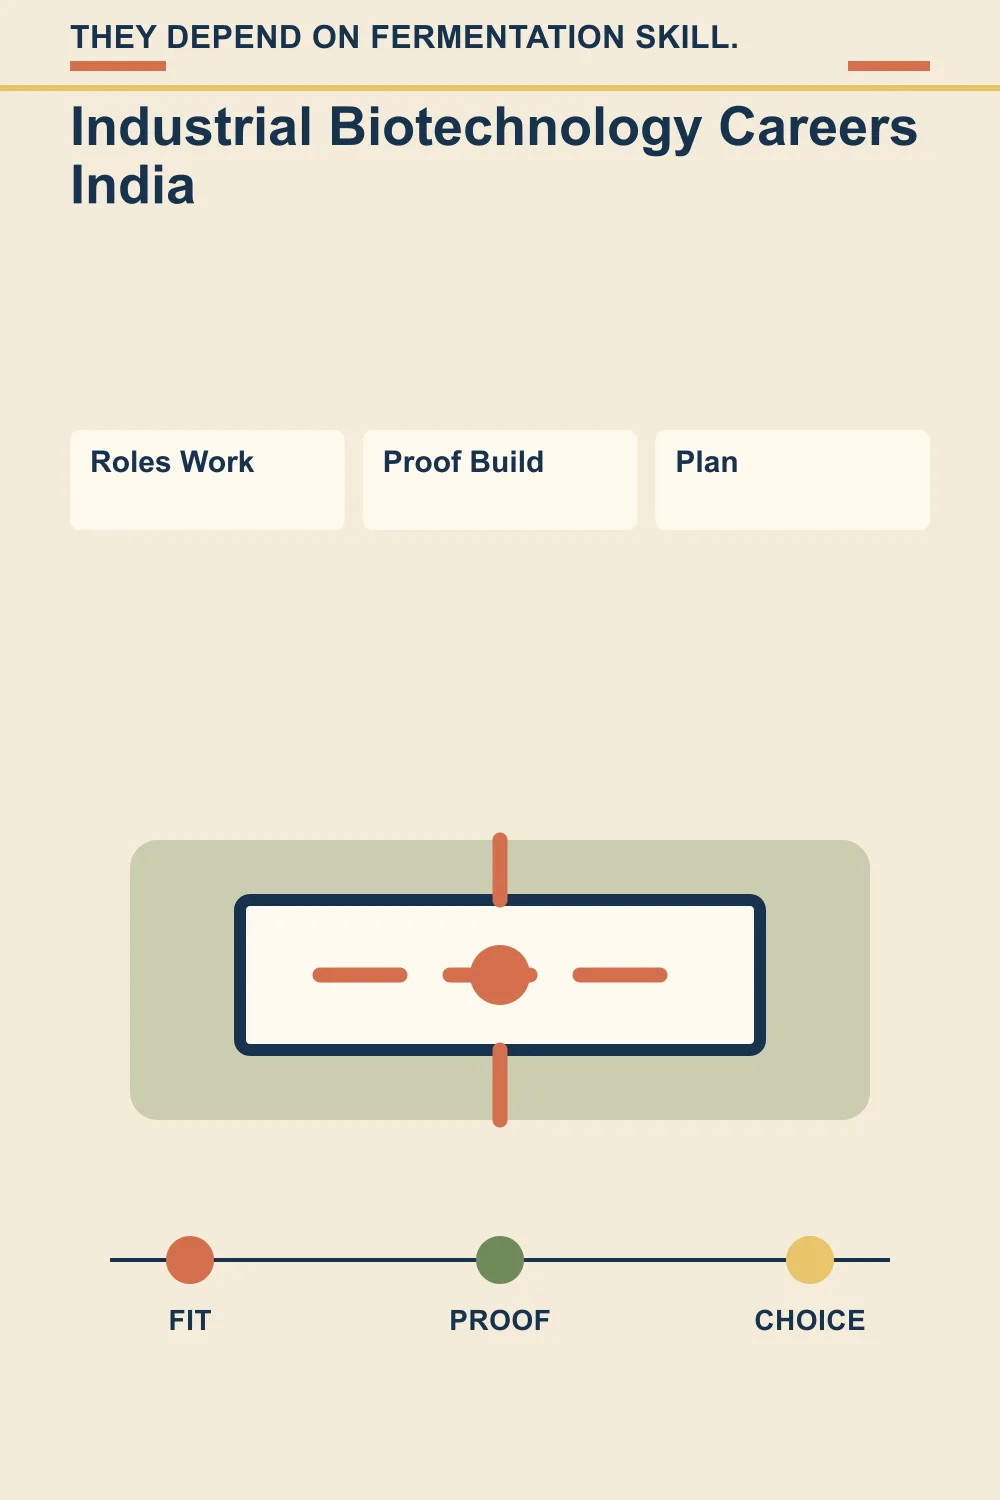 THEY DEPEND ON FERMENTATION SKILL.
Industrial Biotechnology Careers
India
Roles Work
Proof Build
Plan
FIT
PROOF
CHOICE